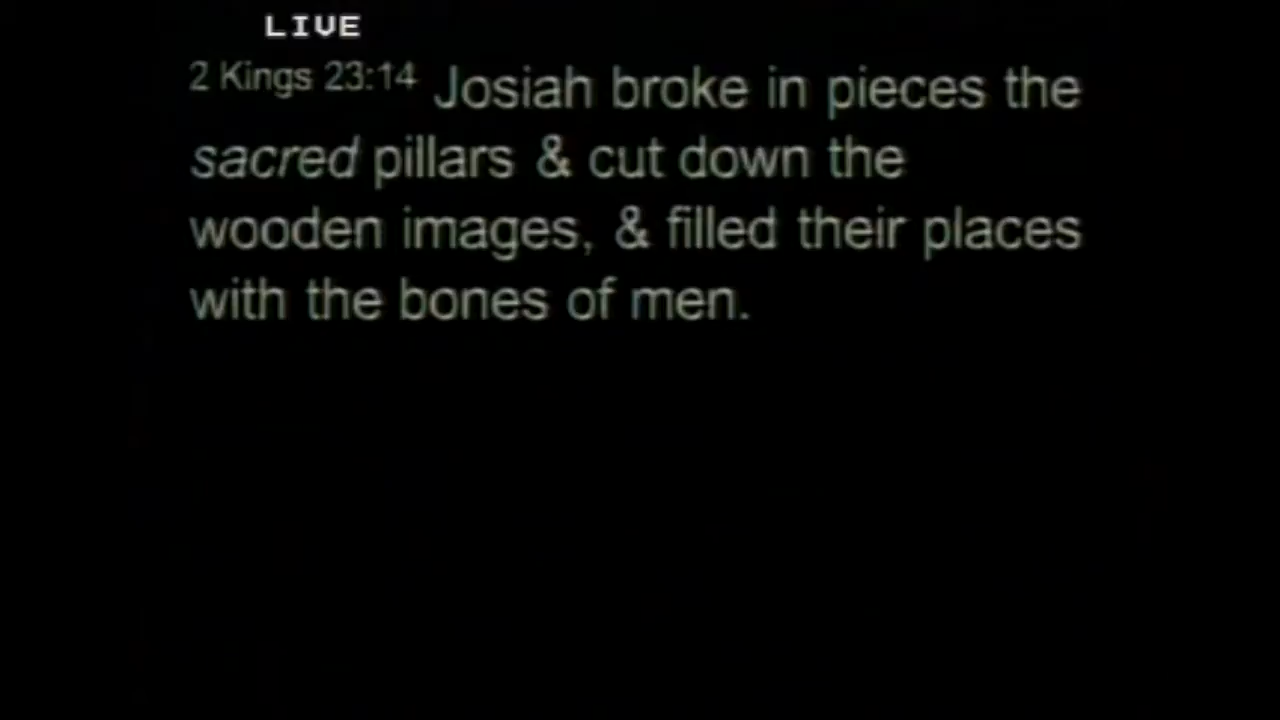 LIVE
2 Kings 23:14 Josiah broke in pieces the
sacred pillars & cut down the
wooden images, & filled their places
with the bones of men.